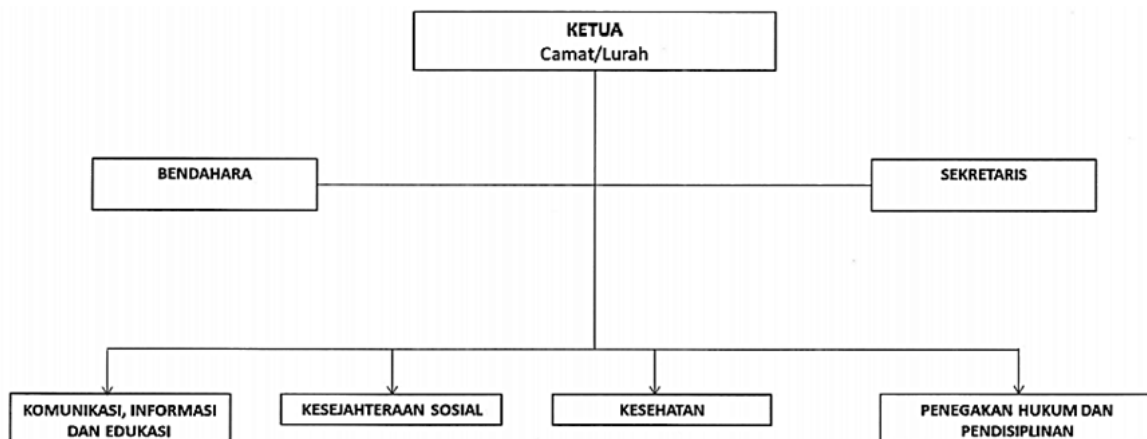 KETUA
Camat/Lurah
BENDAHARA
SEKRETARIS
KOMUNIKASI, INFORMASI
DAN EDUKASI
KESEJAHTERAAN SOSIAL
KESEHATAN
PENEGAKAN HUKUM DAN
PENDISIPLINAN